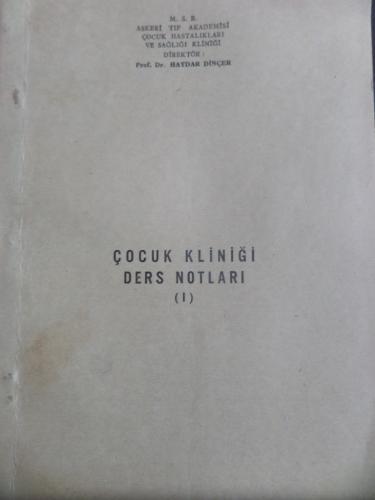 M. S. B.
ASKERİ TIP AKADEMİSİ
ÇOCUK HASTALIKLARI
VE SAĞLIĞI KLİNİĞİ
DİREKTÖR :
Prof. Dr. HAYDAR DİNÇER
ÇOCUK KLİNİĞİ
DERS NOTLARI
(I)